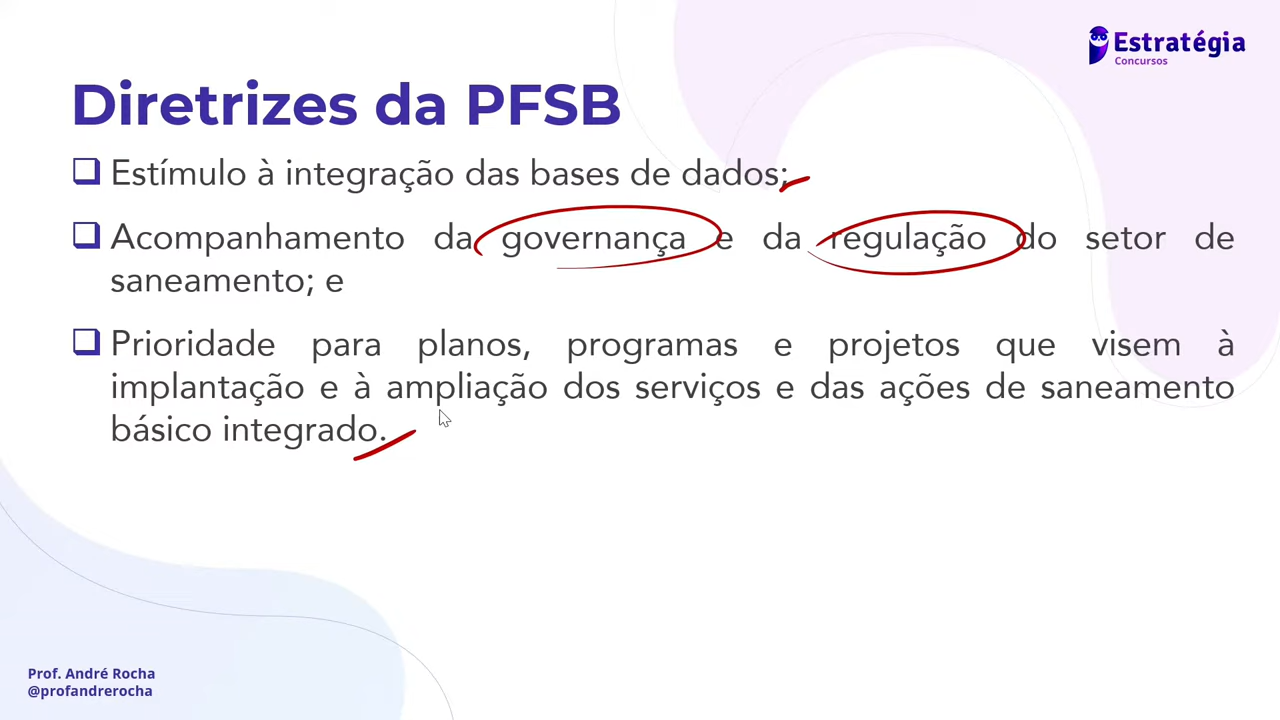 Estratégia
Concursos
Diretrizes da PFSB
Estímulo à integração das bases de dados;
Acompanhamento da governança e da regulação do setor de
saneamento; e
Prioridade para planos, programas e projetos que visem à
implantação e à ampliação dos serviços e das ações de saneamento
básico integrado.
Prof. André Rocha
@profandrerocha